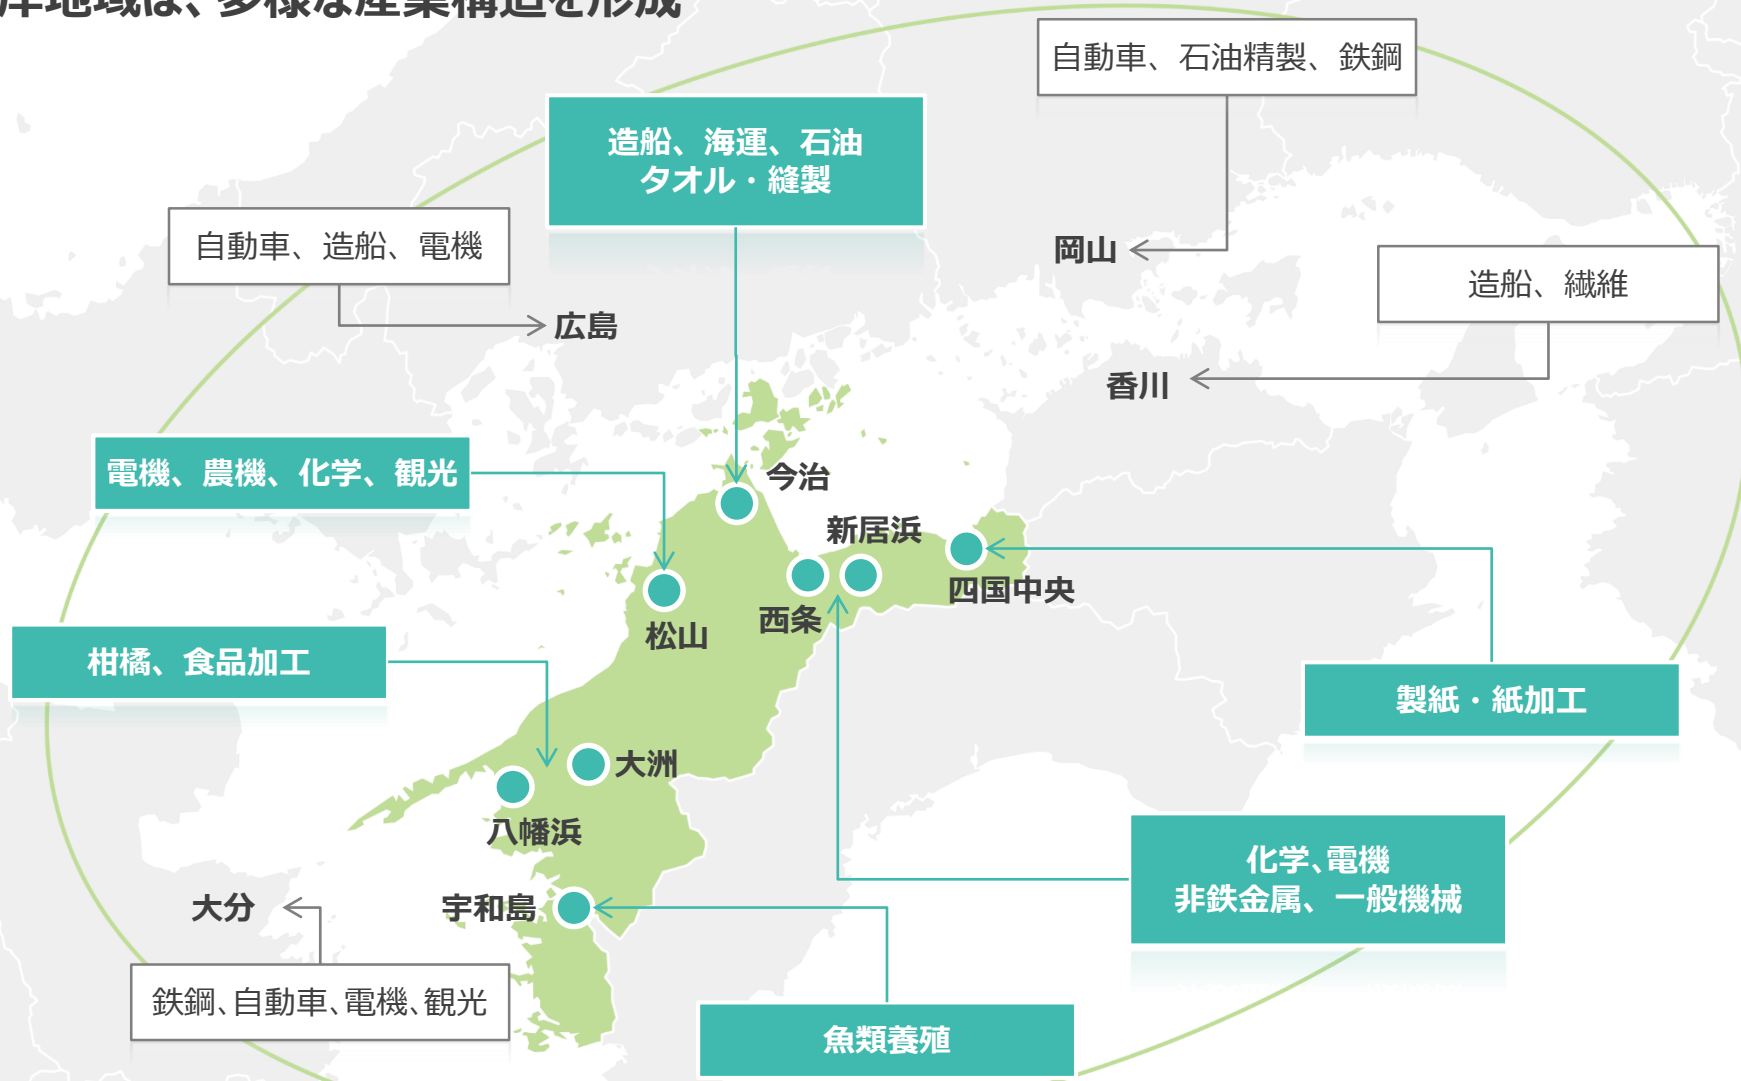 岸地域は、多様な産業構造を形成
自動車、石油精製、鉄鋼
造船、海運、石油
タオル・縫製
自動車、造船、電機
岡山
造船、繊維
広島
香川
電機、農機、化学、観光
今治
新居浜
四国中央
西条
松山
柑橘、食品加工
製紙・紙加工
大洲
八幡浜
化学、電機
非鉄金属、一般機械
大分
宇和島
鉄鋼、自動車、電機、観光
魚類養殖